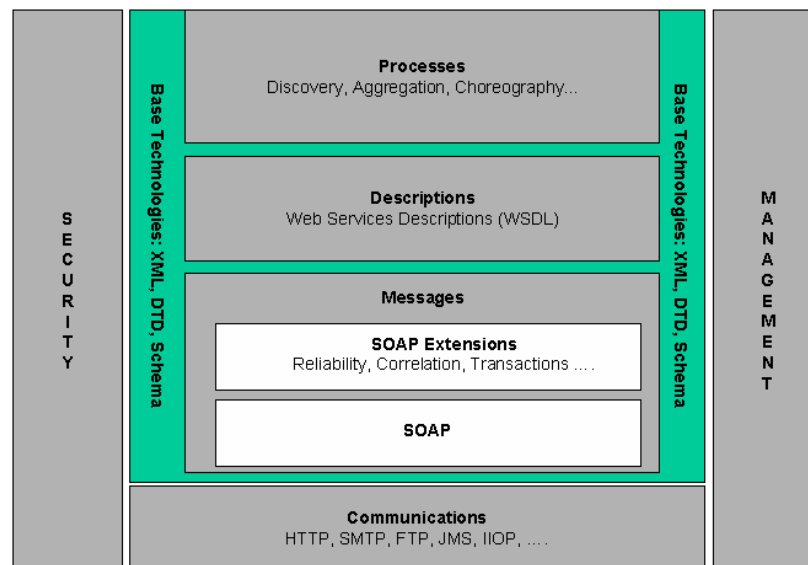 SECURITY
Base Technologies: XML, DTD, Schema
Processes
Discovery, Aggregation, Choreography...
Descriptions
Web Services Descriptions (WSDL)
Messages
SOAP Extensions
Reliability, Correlation, Transactions ….
SOAP
Base Technologies: XML, DTD, Schema
MANAGEMENT
Communications
HTTP, SMTP, FTP, JMS, IIOP, ….